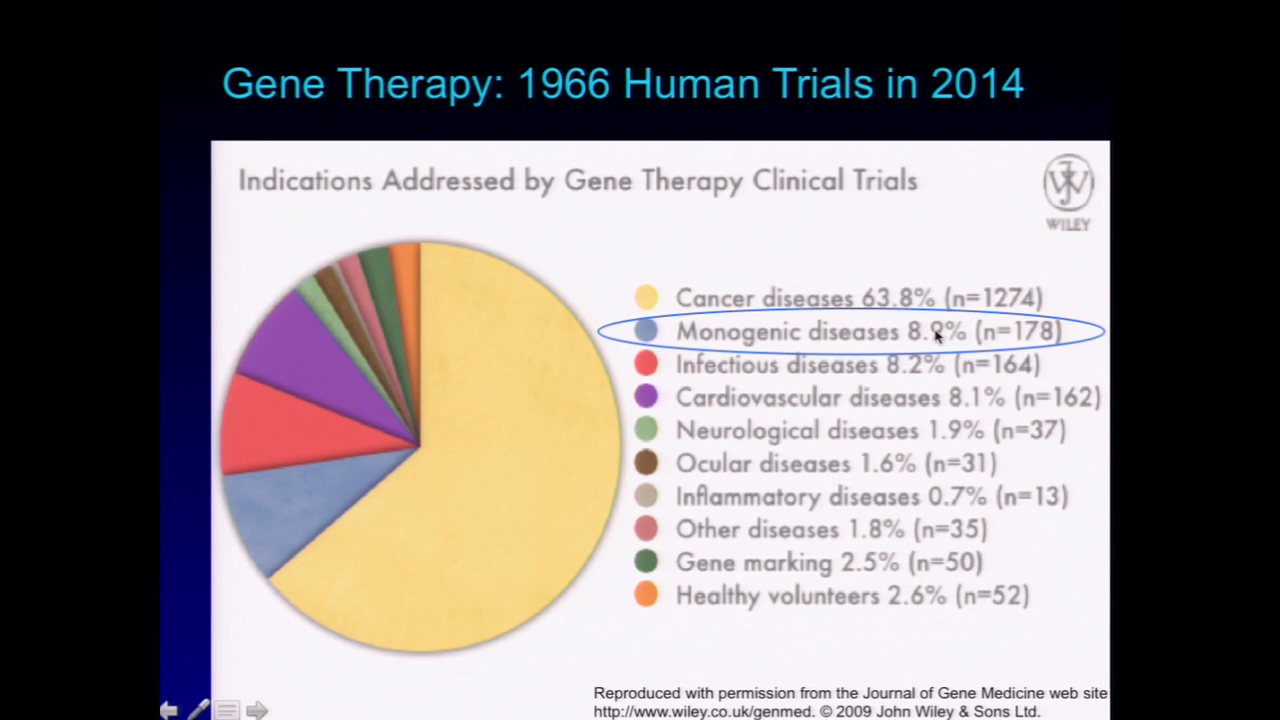 Gene Therapy: 1966 Human Trials in 2014
Indications Addressed by Gene Therapy Clinical Trials
WILEY
Cancer diseases 63.8% (n=1274)
Monogenic diseases 8.9% (n=178)
Infectious diseases 8.2% (n=164)
Cardiovascular diseases 8.1% (n=162)
Neurological diseases 1.9% (n=37)
Ocular diseases 1.6% (n=31)
Inflammatory diseases 0.7% (n=13)
Other diseases 1.8% (n=35)
Gene marking 2.5% (n=50)
Healthy volunteers 2.6% (n=52)
Reproduced with permission from the Journal of Gene Medicine web site
http://www.wiley.co.uk/genmed. © 2009 John Wiley & Sons Ltd.